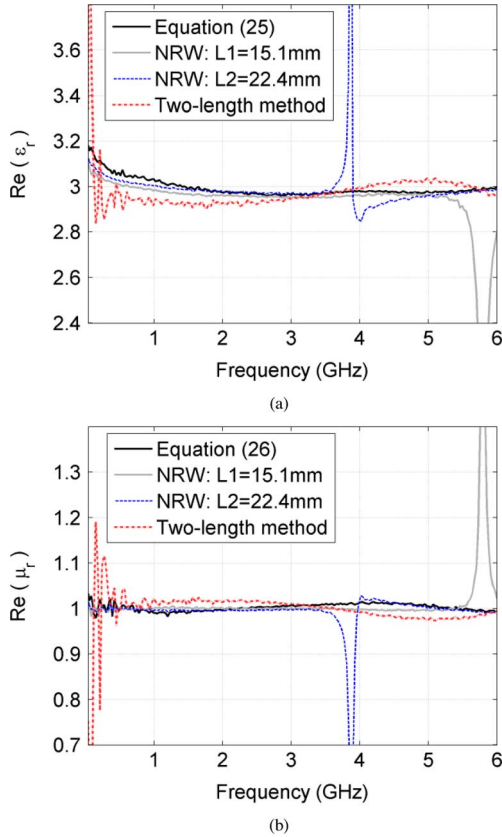 3.6
3.4
3.2
3
2.8
2.6
2.4
Re ( εr )
Equation (25)
NRW: L1=15.1mm
NRW: L2=22.4mm
Two-length method
1 2 3 4 5 6
Frequency (GHz)
(a)
1.3
1.2
1.1
1
0.9
0.8
0.7
Re ( μr )
Equation (26)
NRW: L1=15.1mm
NRW: L2=22.4mm
Two-length method
1 2 3 4 5 6
Frequency (GHz)
(b)